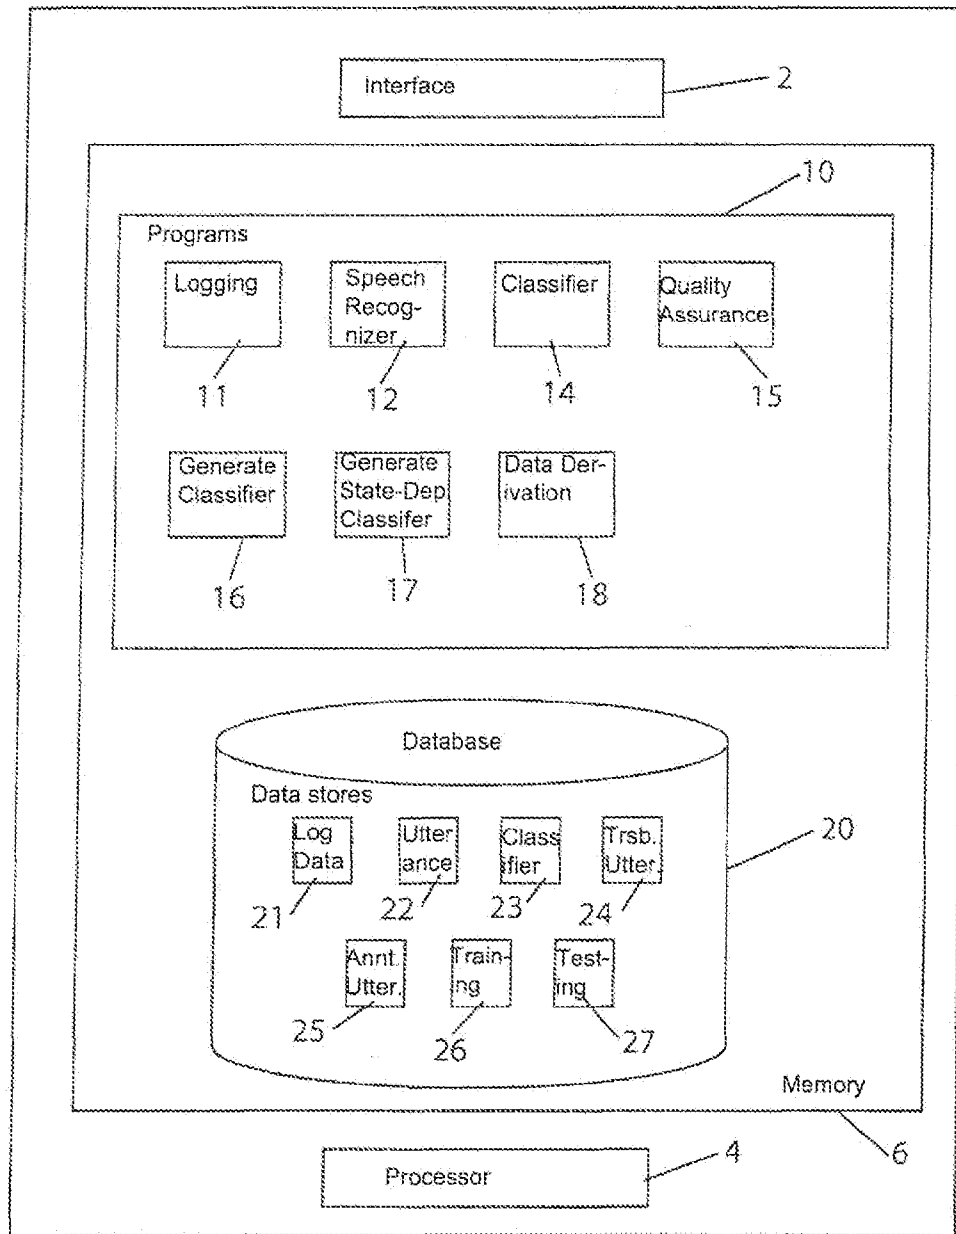 Interface
2
10
Programs
Logging
Speech
Recog-
nizer
Classifier
Quality
Assurance
11
12
14
15
Generate
Classifier
Generate
State-Dep
Classifer
Data Der-
ivation
16
17
18
Database
Data stores
Log
Data
Utter
ance
Class
ifier
Trsb.
Utter.
20
21
22
23
24
Annt.
Utter.
Train-
ng
Test-
ing
25
26
27
Memory
6
Processor
4